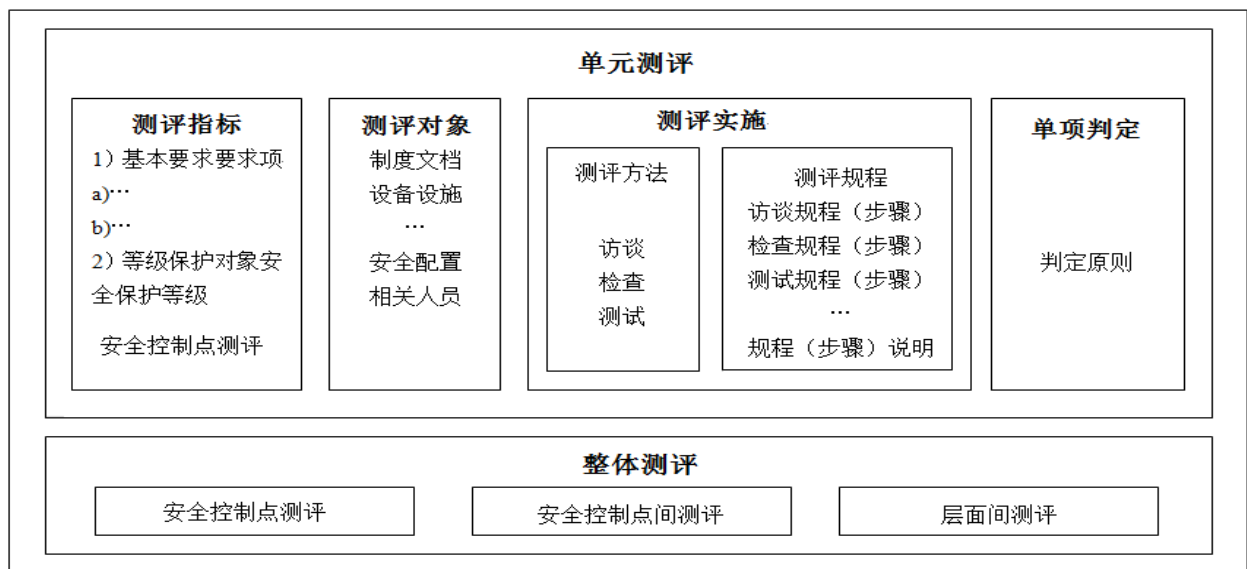 单元测评
测评指标
1）基本要求要求项
a)…
b)…
2）等级保护对象安
全保护等级
安全控制点测评
测评对象
制度文档
设备设施
…
安全配置
相关人员
测评实施
测评方法
访谈
检查
测试
测评规程
访谈规程（步骤）
检查规程（步骤）
测试规程（步骤）
…
规程（步骤）说明
单项判定
判定原则
整体测评
安全控制点测评
安全控制点间测评
层面间测评